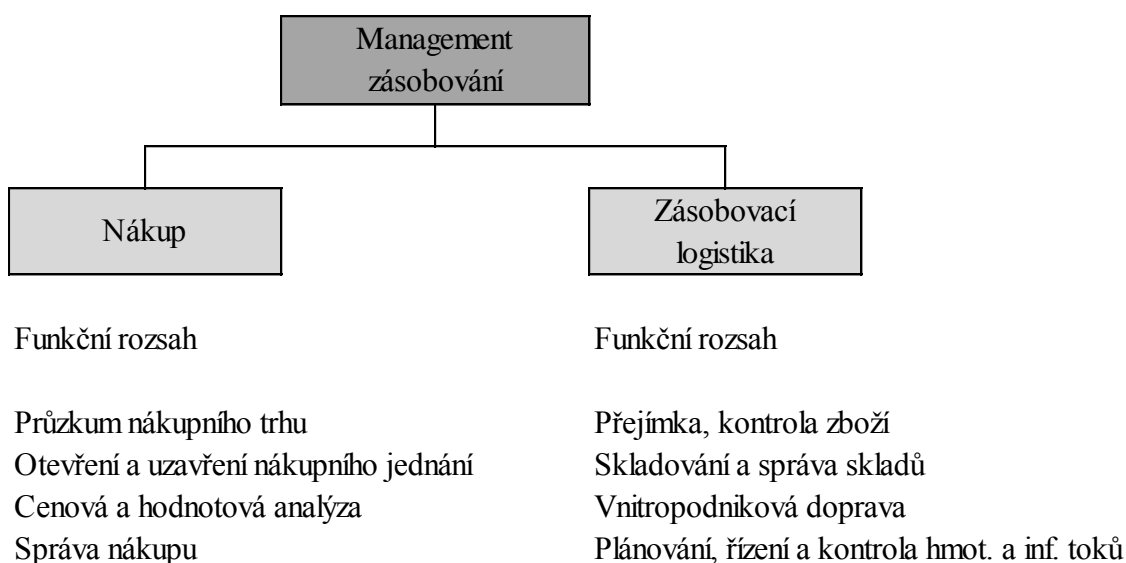 Management
zásobování
Nákup
Zásobovací
logistika
Funkční rozsah
Průzkum nákupního trhu
Otevření a uzavření nákupního jednání
Cenová a hodnotová analýza
Správa nákupu
Funkční rozsah
Přejímka, kontrola zboží
Skladování a správa skladů
Vnitropodniková doprava
Plánování, řízení a kontrola hmot. a inf. toků